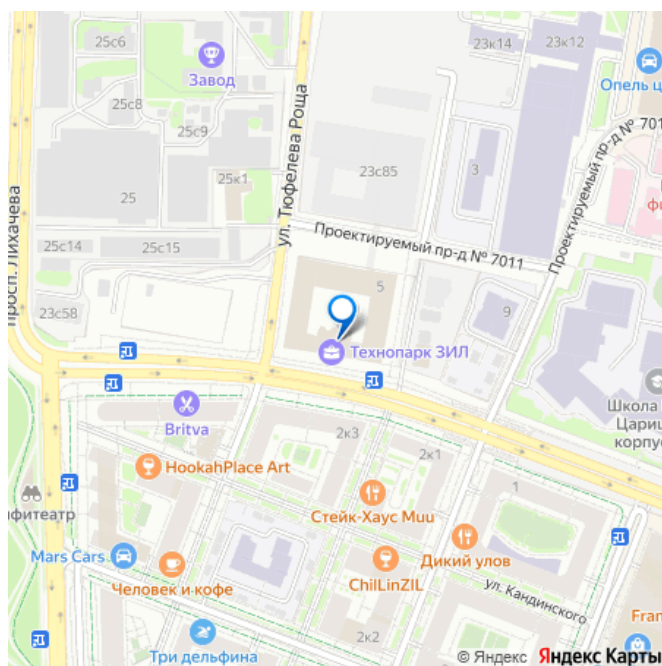 25с6
23к14
23к12
Завод
Опель ц
25с8
25с9
ул. Тюфелева Роща
Проектируемый пр-д № 701
3
23с85
25
25к1
просп. Лихачева
Проектируемый пр-д № 7011
25с14
25с15
5
23с58
9
Технопарк ЗИЛ
Школа
Цариц
корпус
Britva
2к3
2к1
HookahPlace Art
1
Стейк-Хаус Muu
фитеатр
Mars Cars
Дикий улов
Человек и кофе
ChilLinZIL
ул. Кандинского
Fran
2к2
Три дельфина
© Яндекс Яндекс Карты